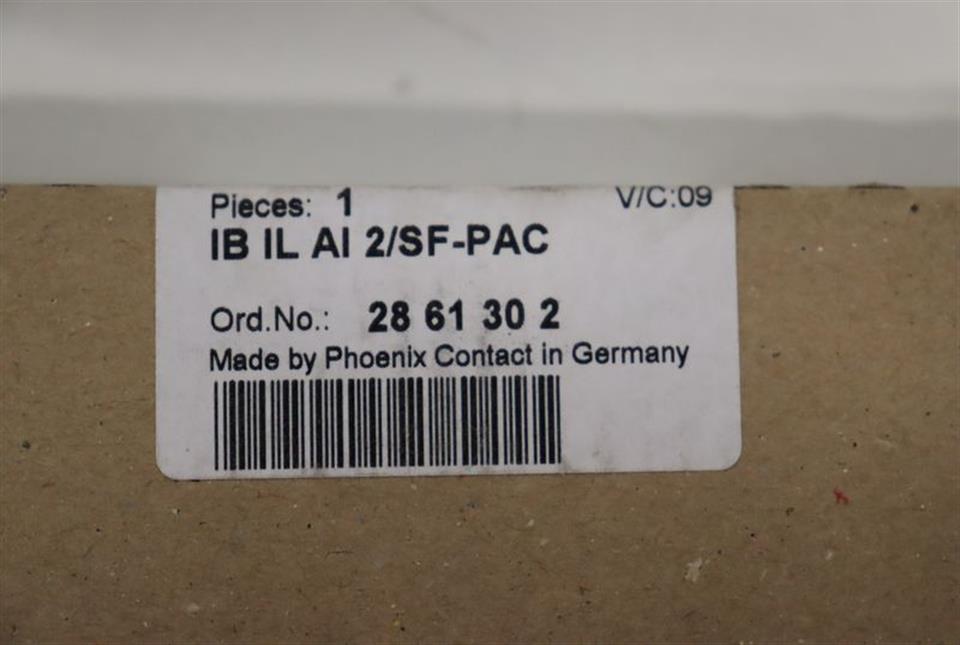 Pieces: 1 V/C:09
IB IL AI 2/SF-PAC
Ord.No.: 28 61 30 2
Made by Phoenix Contact in Germany